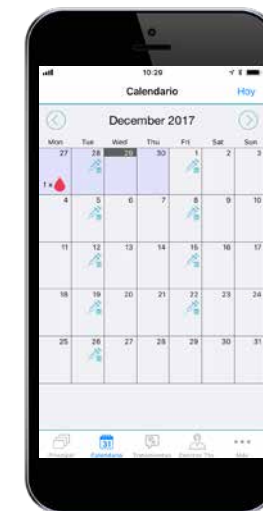 10:29
Calendario Hoy
December 2017
Mon Tue Wed Thu Fri Sat Sun
27 28 29 30 1 2 3
1 x
4 5 6 7 8 9 10
11 12 13 14 15 16 17
18 19 20 21 22 23 24
25 26 27 28 29 30 31
31
Calendario Más